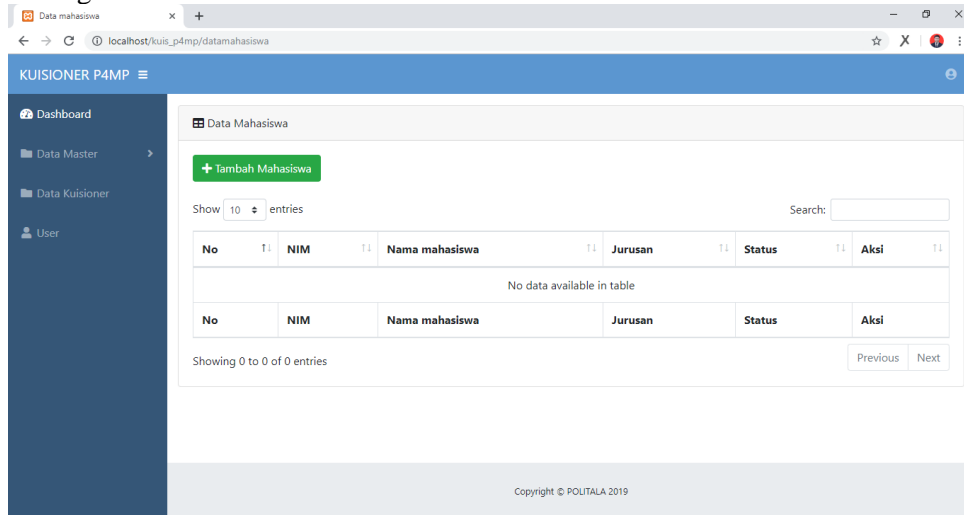 Data mahasiswa
localhost/kuis_p4mp/datamahasiswa
KUISIONER P4MP
Dashboard
Data Master
Data Kuisioner
User
Data Mahasiswa
+ Tambah Mahasiswa
Show 10 entries
Search:
No NIM Nama mahasiswa Jurusan Status Aksi
No data available in table
No NIM Nama mahasiswa Jurusan Status Aksi
Showing 0 to 0 of 0 entries
Previous Next
Copyright © POLITALA 2019